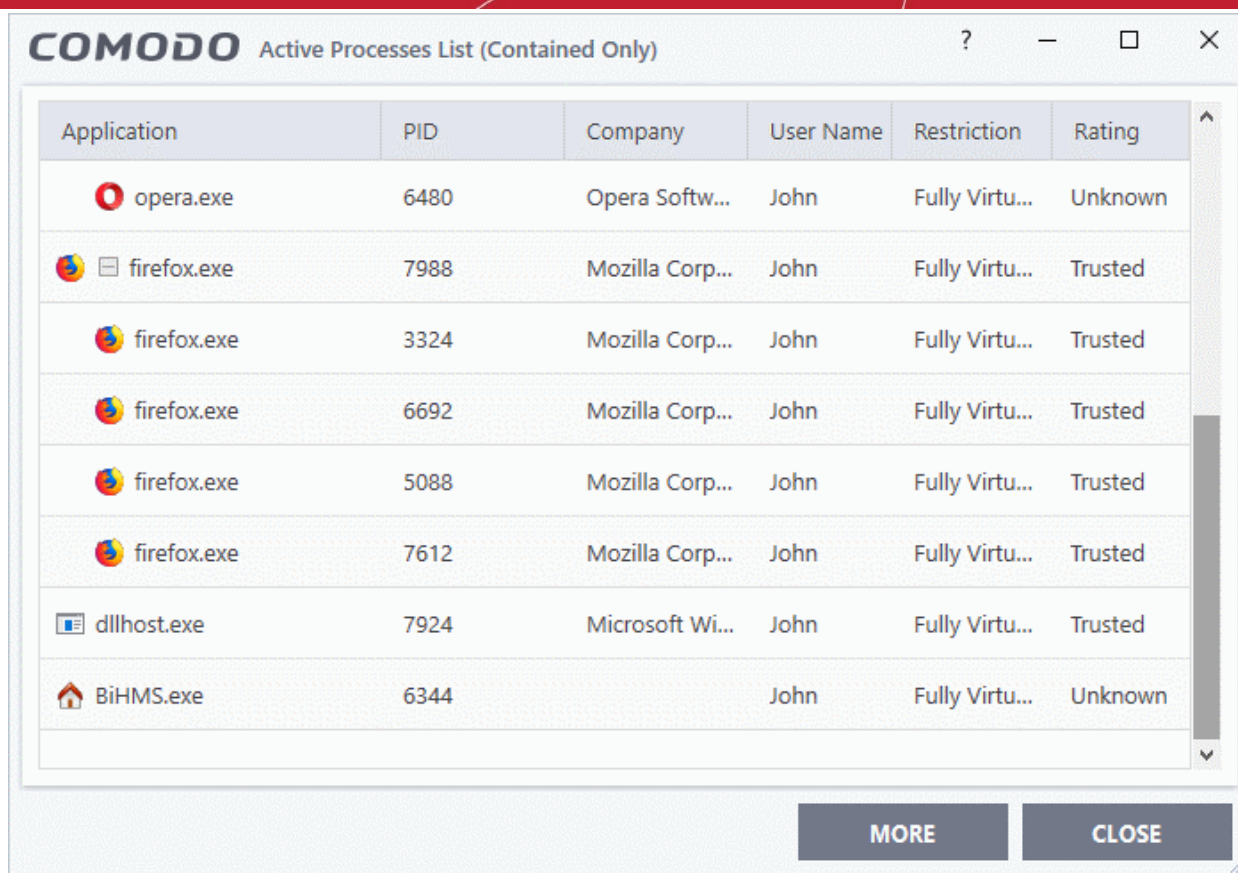 COMODO Active Processes List (Contained Only) ?
Application PID Company User Name Restriction Rating
opera.exe 6480 Opera Softw... John Fully Virtu... Unknown
firefox.exe 7988 Mozilla Corp... John Fully Virtu... Trusted
firefox.exe 3324 Mozilla Corp... John Fully Virtu... Trusted
firefox.exe 6692 Mozilla Corp... John Fully Virtu... Trusted
firefox.exe 5088 Mozilla Corp... John Fully Virtu... Trusted
firefox.exe 7612 Mozilla Corp... John Fully Virtu... Trusted
dllhost.exe 7924 Microsoft Wi... John Fully Virtu... Trusted
BiHMS.exe 6344 John Fully Virtu... Unknown
MORE CLOSE